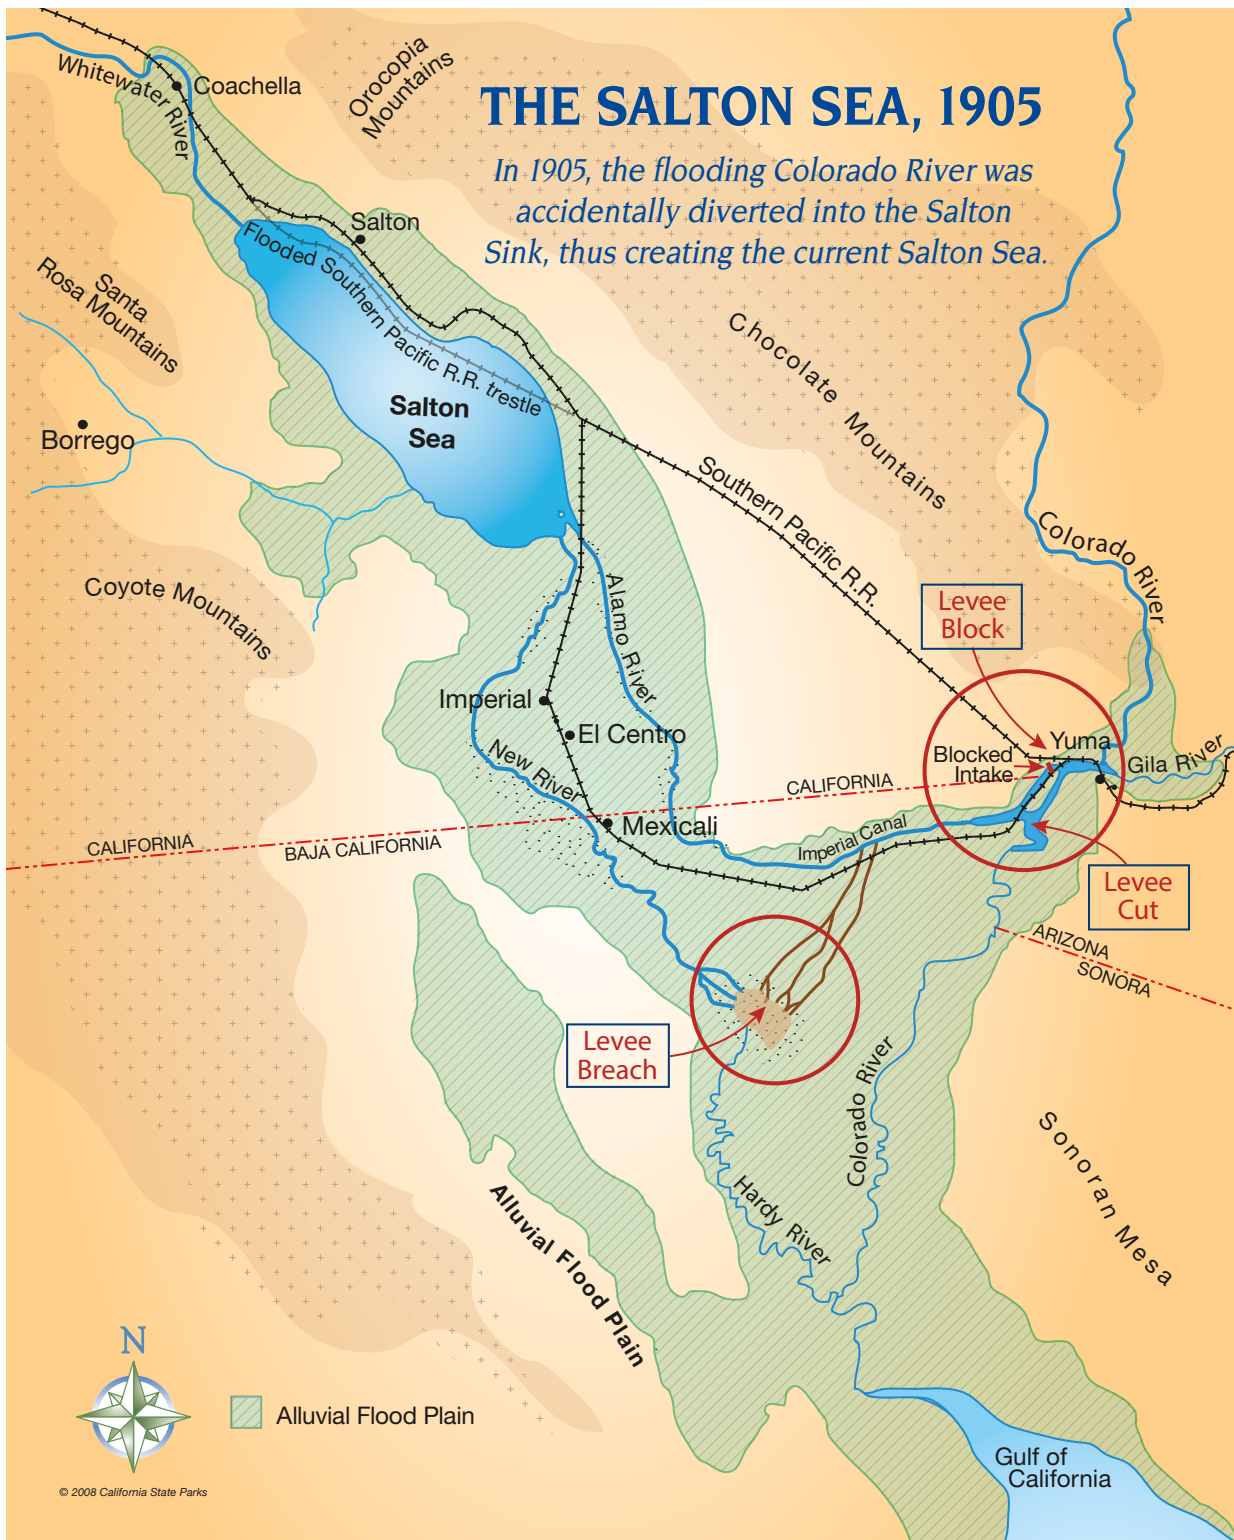 THE SALTON SEA, 1905
In 1905, the flooding Colorado River was
accidentally diverted into the Salton
Sink, thus creating the current Salton Sea.
Whitewater River
Coachella
Orocopia
Mountains
Salton
Flooded Southern Pacific R.R. trestle
Santa
Rosa Mountains
Chocolate Mountains
Salton
Sea
Borrego
Southern Pacific R.R.
Colorado River
Coyote Mountains
Alamo River
Levee
Block
Imperial
El Centro
New River
Yuma
Blocked
Intake
Gila River
CALIFORNIA
Mexicali
Imperial Canal
CALIFORNIA
BAJA CALIFORNIA
Levee
Cut
ARIZONA
SONORA
Levee
Breach
Colorado River
Sonoran Mesa
Hardy River
Alluvial Flood Plain
N
Alluvial Flood Plain
Gulf of
California
© 2008 California State Parks